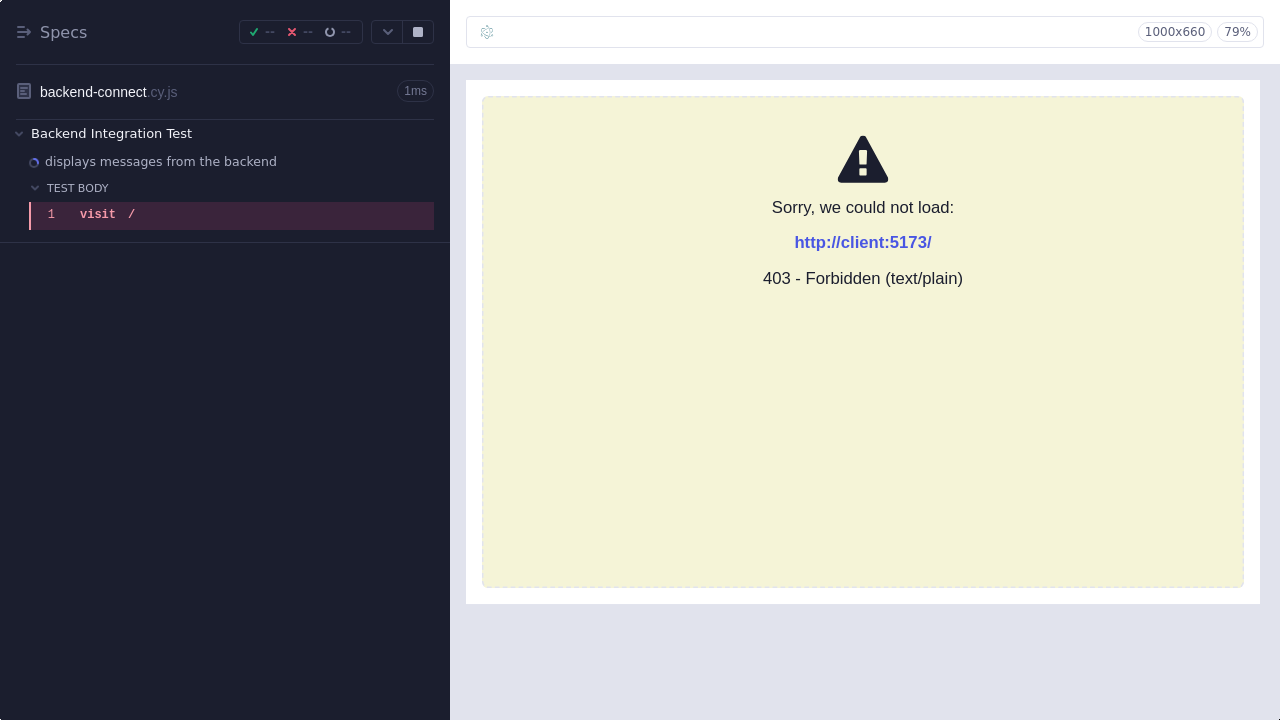 Specs
--
--
--
backend-connect.cy.js
1ms
Backend Integration Test
displays messages from the backend
TEST BODY
1 visit /
1000x660
79%
Sorry, we could not load:
http://client:5173/
403 - Forbidden (text/plain)